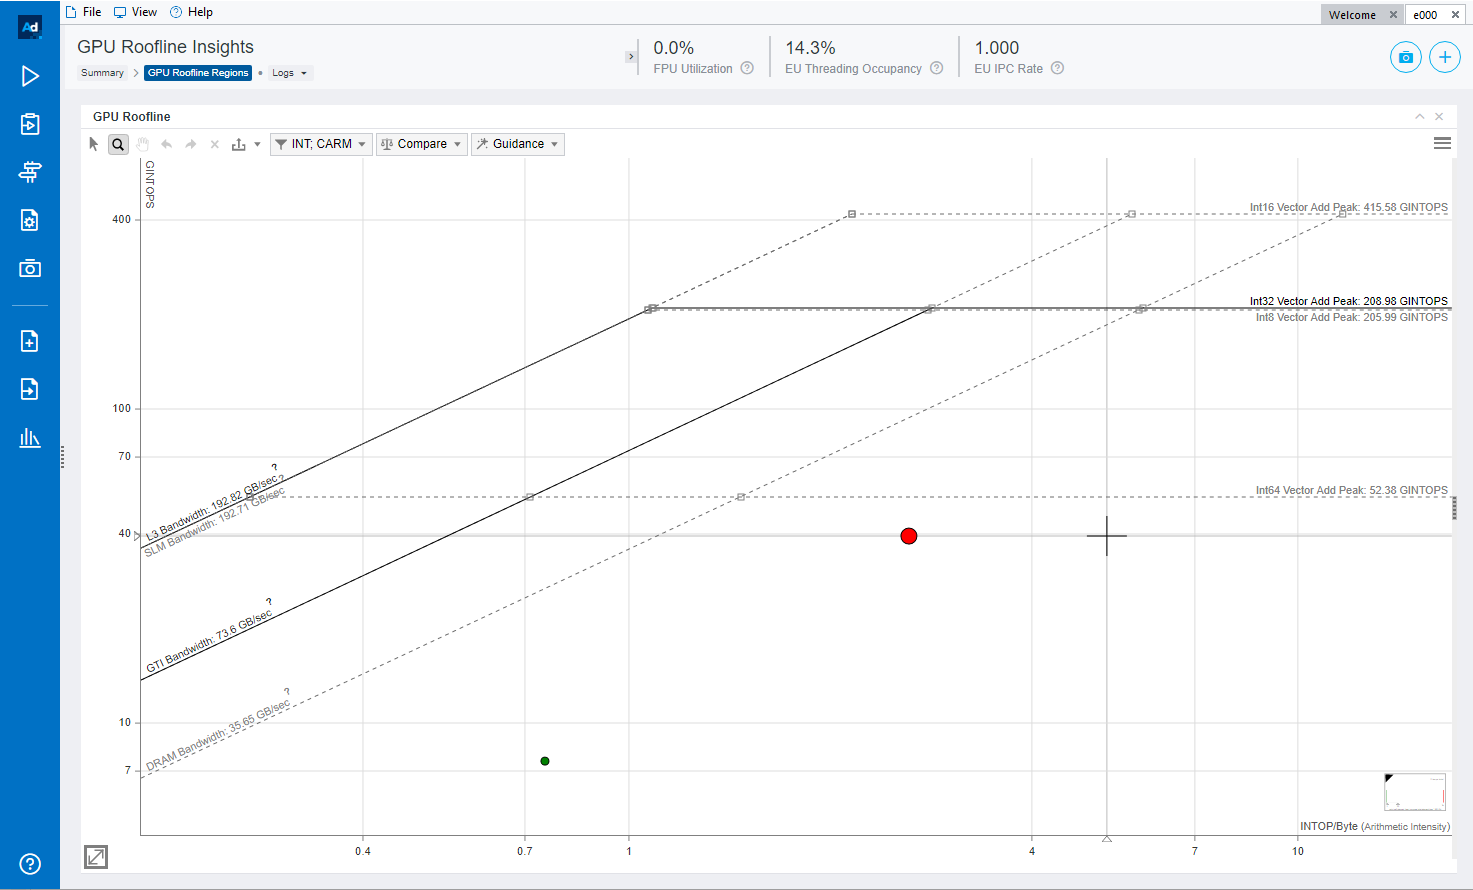 Ad
File View Help
Welcome × e000 ×
GPU Roofline Insights
Summary GPU Roofline Regions Logs
0.0%
FPU Utilization
14.3%
EU Threading Occupancy
1.000
EU IPC Rate
GPU Roofline
INT; CARM Compare Guidance
GINTOPS
400
100
70
40
10
7
Int16 Vector Add Peak: 415.58 GINTOPS
Int32 Vector Add Peak: 208.98 GINTOPS
Int8 Vector Add Peak: 205.99 GINTOPS
Int64 Vector Add Peak: 52.38 GINTOPS
L3 Bandwidth: 192.82 GB/sec ?
SLM Bandwidth: 192.71 GB/sec ?
GTI Bandwidth: 73.6 GB/sec ?
DRAM Bandwidth: 35.65 GB/sec ?
INTOP/Byte (Arithmetic Intensity)
0.4 0.7 1 4 7 10